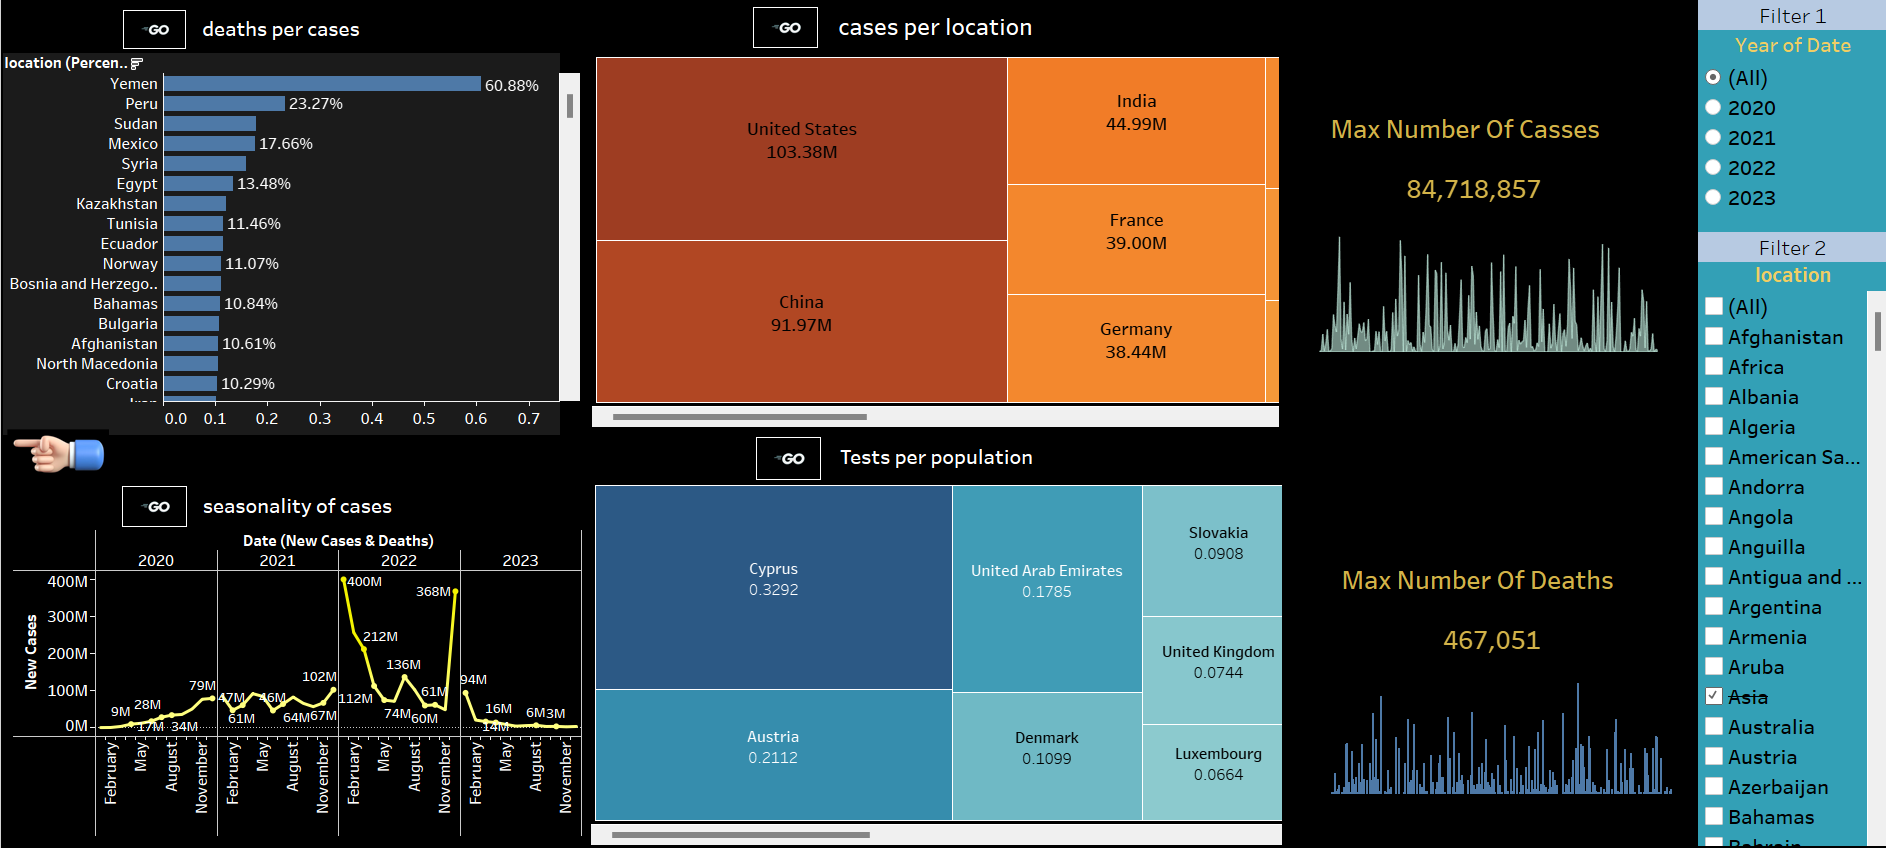 GO
deaths per cases
location (Percen..
Yemen
60.88%
Peru
23.27%
Sudan
Mexico
17.66%
Syria
Egypt
13.48%
Kazakhstan
Tunisia
11.46%
Ecuador
Norway
11.07%
Bosnia and Herzego..
Bahamas
10.84%
Bulgaria
Afghanistan
10.61%
North Macedonia
Croatia
10.29%
0.0 0.1 0.2 0.3 0.4 0.5 0.6 0.7
GO
seasonality of cases
Date (New Cases & Deaths)
2020 2021 2022 2023
New Cases
400M
300M
200M
100M
0M
9M
28M
17M
34M
79M
47M
61M
46M
64M
67M
102M
112M
400M
212M
74M
136M
60M
61M
368M
94M
16M
14M
6M
3M
February May August November February May August November February May August November February May August November
GO
cases per location
United States
103.38M
China
91.97M
India
44.99M
France
39.00M
Germany
38.44M
GO
Tests per population
Cyprus
0.3292
Austria
0.2112
United Arab Emirates
0.1785
Denmark
0.1099
Slovakia
0.0908
United Kingdom
0.0744
Luxembourg
0.0664
Max Number Of Casses
84,718,857
Max Number Of Deaths
467,051
Filter 1
Year of Date
(All)
2020
2021
2022
2023
Filter 2
location
(All)
Afghanistan
Africa
Albania
Algeria
American Sa...
Andorra
Angola
Anguilla
Antigua and ...
Argentina
Armenia
Aruba
Asia
Australia
Austria
Azerbaijan
Bahamas